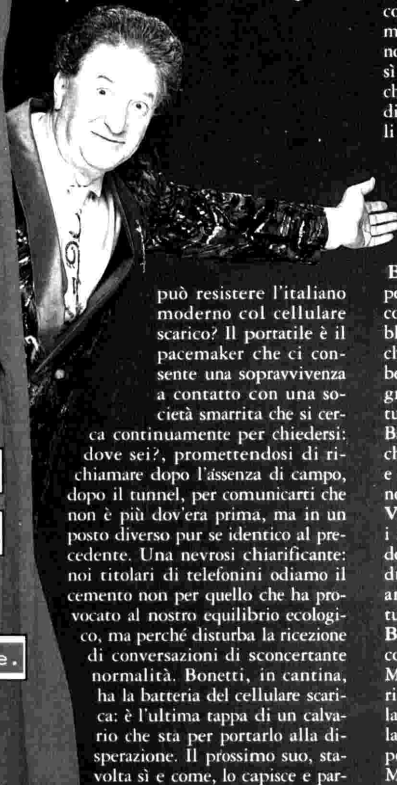 può resistere l'italiano
moderno col cellulare
scarico? Il portatile è il
pacemaker che ci con-
sente una sopravvivenza
a contatto con una so-
cietà smarrita che si cer-
ca continuamente per chiedersi:
dove sei?, promettendosi di ri-
chiamare dopo l'assenza di campo,
dopo il tunnel, per comunicarti che
non è più dov'era prima, ma in un
posto diverso pur se identico al pre-
cedente. Una nevrosi chiarificante:
noi titolari di telefonini odiamo il
cemento non per quello che ha pro-
vocato al nostro equilibrio ecologi-
co, ma perché disturba la ricezione
di conversazioni di sconcertante
normalità. Bonetti, in cantina,
ha la batteria del cellulare scari-
ca: è l'ultima tappa di un calva-
rio che sta per portarlo alla di-
sperazione. Il prossimo suo, sta-
volta sì e come, lo capisce e par-